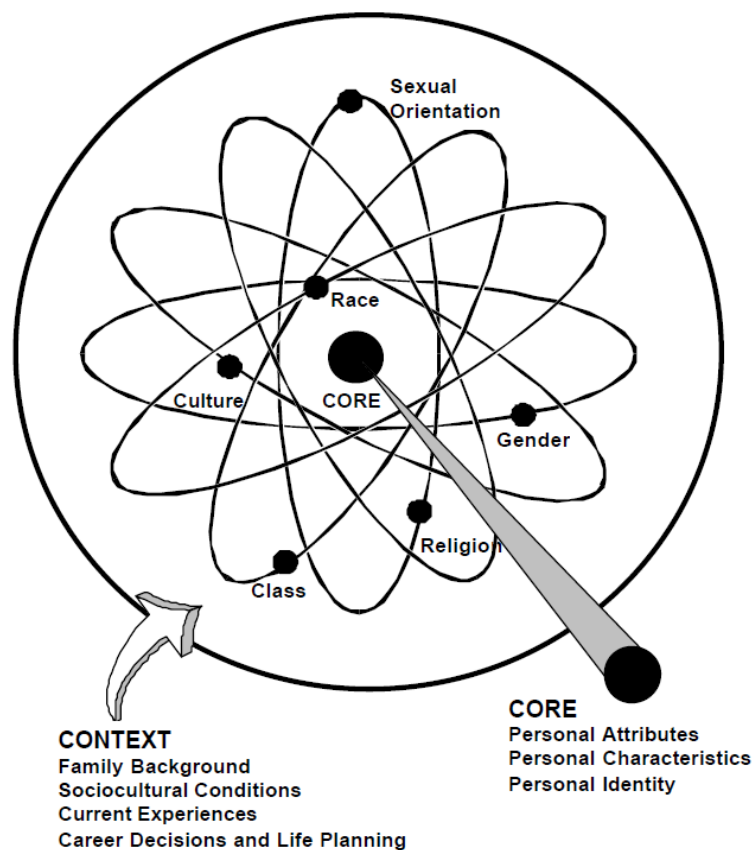 Sexual
Orientation
Race
Culture
CORE
Gender
Religion
Class
CONTEXT
Family Background
Sociocultural Conditions
Current Experiences
Career Decisions and Life Planning
CORE
Personal Attributes
Personal Characteristics
Personal Identity